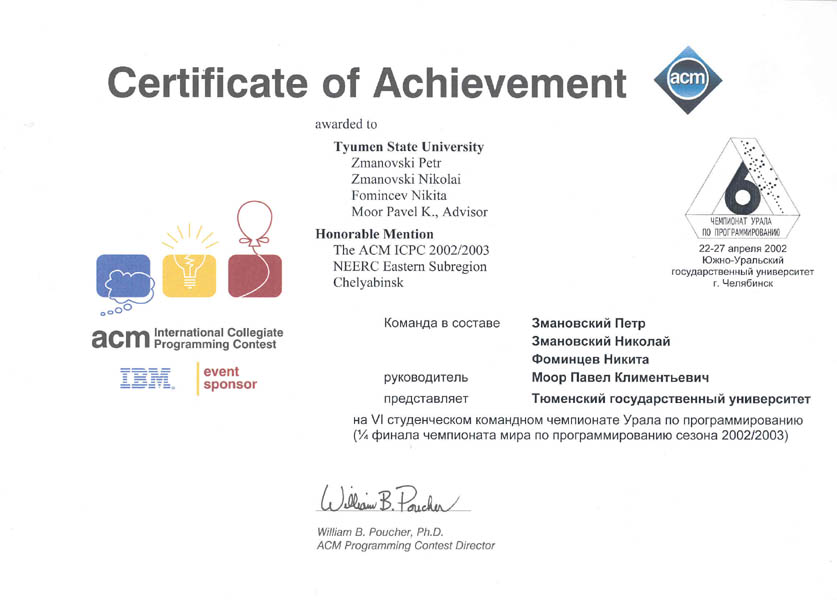 Certificate of Achievement
acm
awarded to
Tyumen State University
Zmanovski Petr
Zmanovski Nikolai
Fomincev Nikita
Moor Pavel K., Advisor
Honorable Mention
The ACM ICPC 2002/2003
NEERC Eastern Subregion
Chelyabinsk
6
ЧЕМПИОНАТ УРАЛА
ПО ПРОГРАММИРОВАНИЮ
22-27 апреля 2002
Южно-Уральский
государственный университет
г. Челябинск
acm International Collegiate
Programming Contest
IBM
event
sponsor
Команда в составе Змановский Петр
Змановский Николай
Фоминцев Никита
руководитель Моор Павел Климентьевич
представляет Тюменский государственный университет
на VI студенческом командном чемпионате Урала по программированию
(¼ финала чемпионата мира по программированию сезона 2002/2003)
William B. Poucher
William B. Poucher, Ph.D.
ACM Programming Contest Director